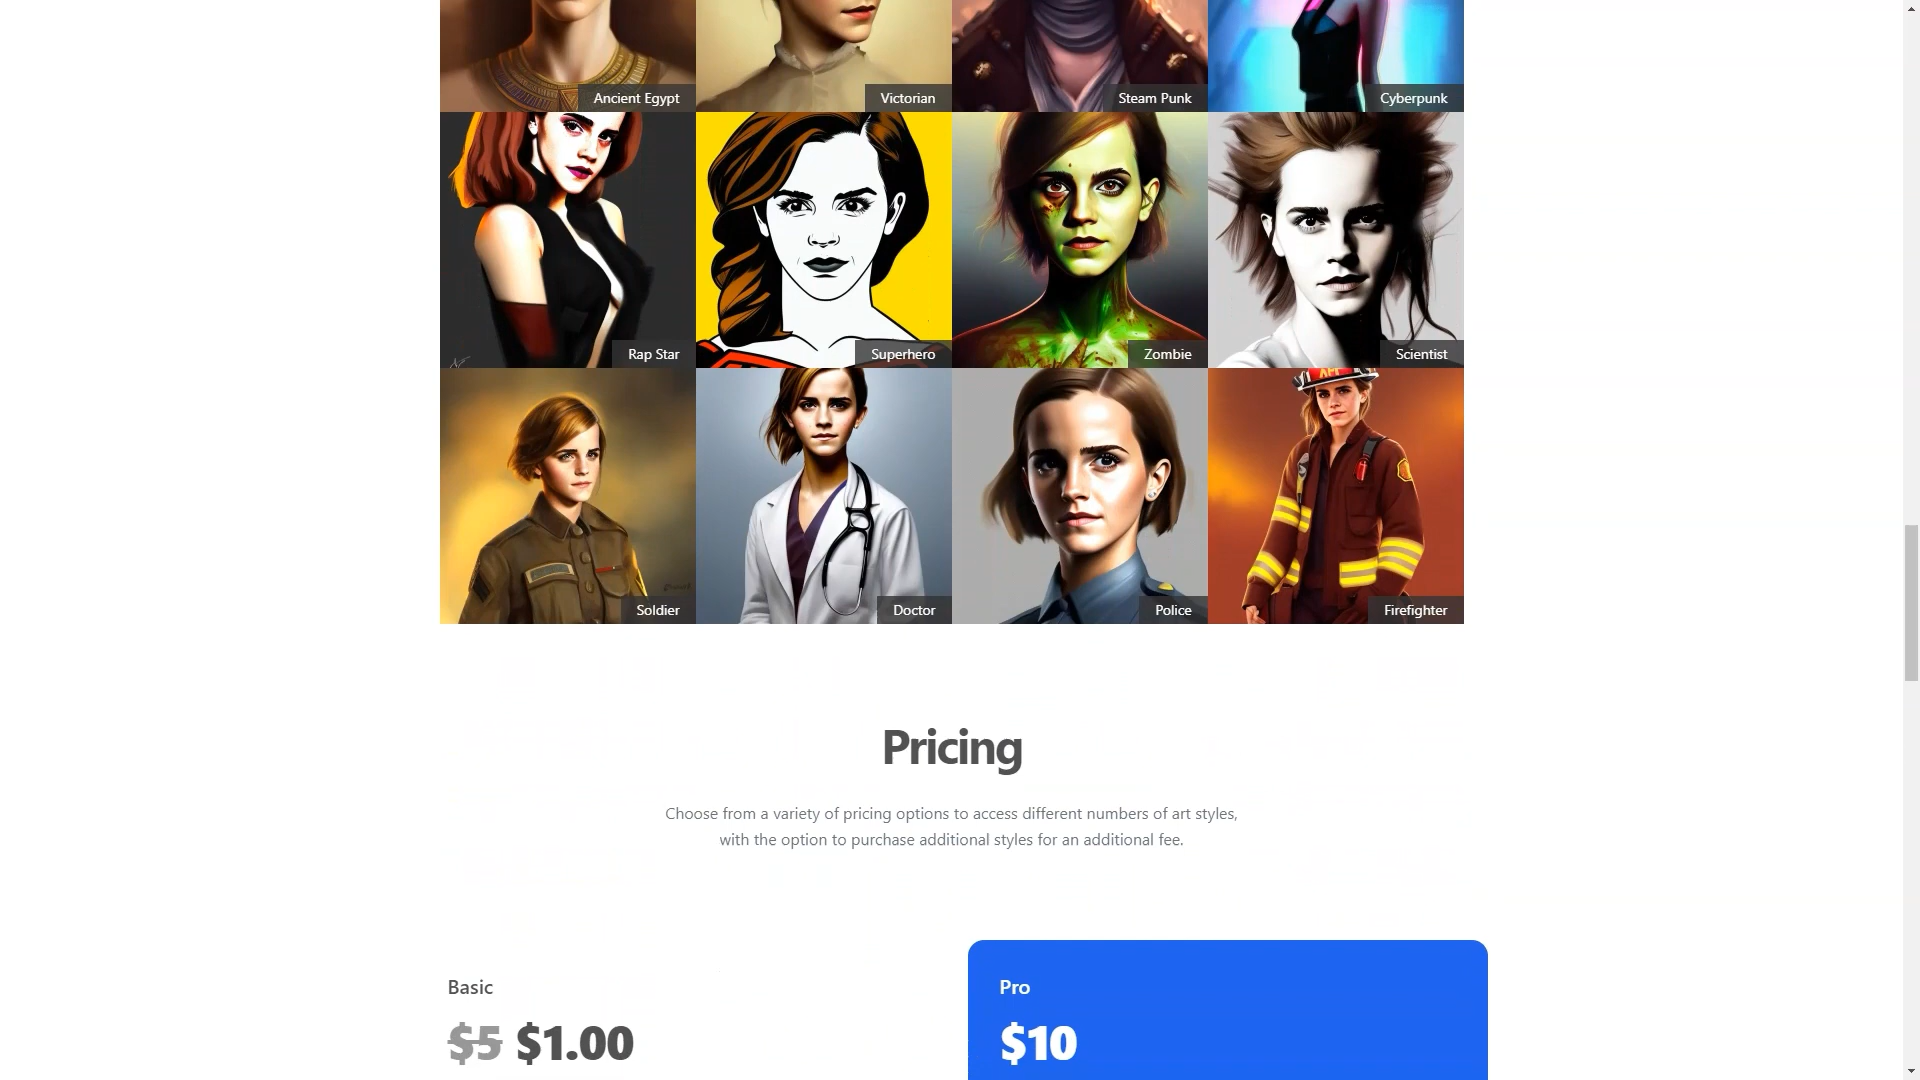 Ancient Egypt
Victorian
Steam Punk
Cyberpunk
Rap Star
Superhero
Zombie
Scientist
Soldier
Doctor
Police
Firefighter
Pricing
Choose from a variety of pricing options to access different numbers of art styles,
with the option to purchase additional styles for an additional fee.
Basic
$5 $1.00
Pro
$10